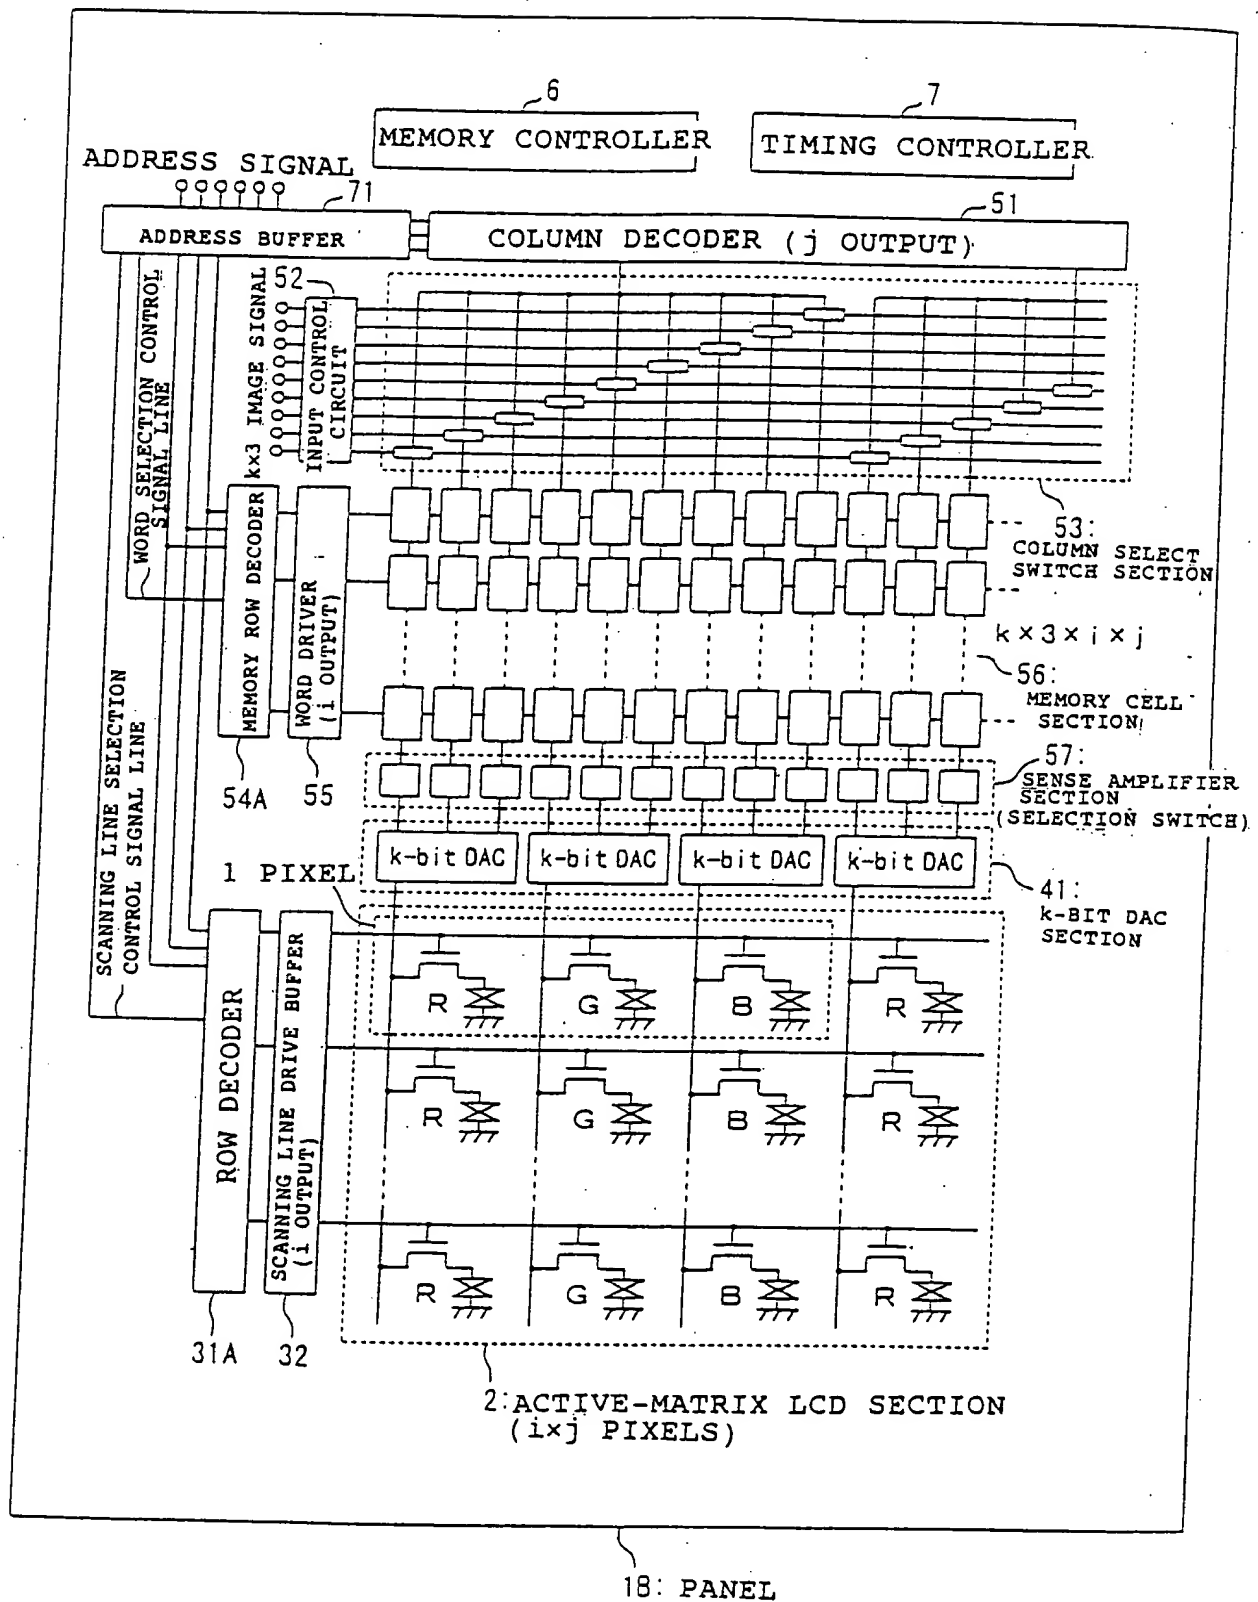 6
7
MEMORY CONTROLLER
TIMING CONTROLLER
ADDRESS SIGNAL
71
51
ADDRESS BUFFER
COLUMN DECODER (j OUTPUT)
WORD SELECTION CONTROL
SIGNAL LINE
k×3 IMAGE SIGNAL
52
INPUT CONTROL
CIRCUIT
53:
COLUMN SELECT
SWITCH SECTION
MEMORY ROW DECODER
WORD DRIVER
(i OUTPUT)
k×3×i×j
56:
MEMORY CELL
SECTION
54A
55
57:
SENSE AMPLIFIER
SECTION
(SELECTION SWITCH)
SCANNING LINE SELECTION
CONTROL SIGNAL LINE
k-bit DAC
k-bit DAC
k-bit DAC
k-bit DAC
1 PIXEL
41:
k-BIT DAC
SECTION
ROW DECODER
SCANNING LINE DRIVE BUFFER
(i OUTPUT)
R
G
B
R
R
G
B
R
R
G
B
R
31A
32
2:ACTIVE-MATRIX LCD SECTION
(i×j PIXELS)
18: PANEL